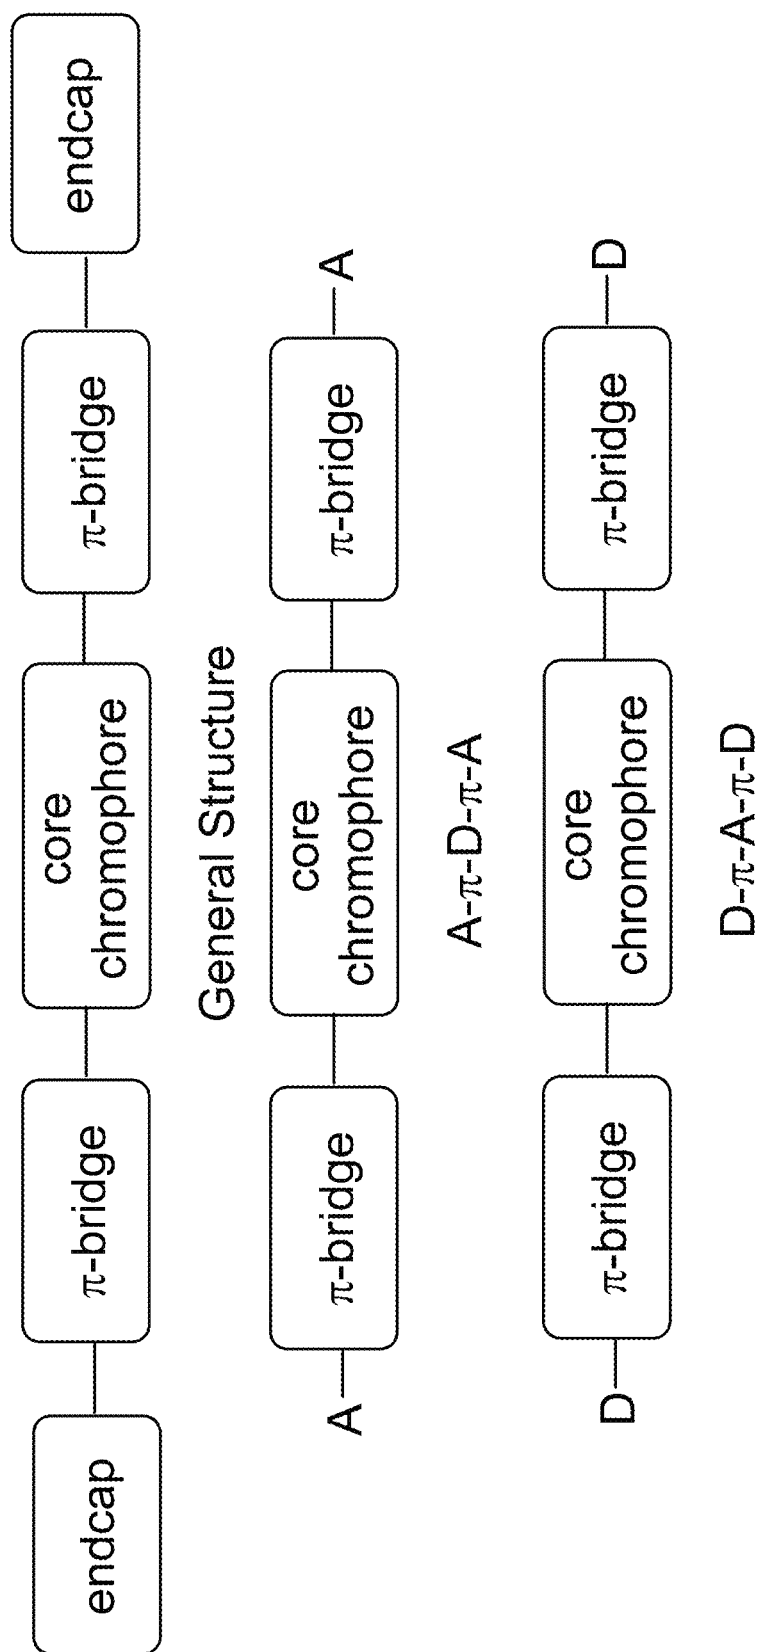 endcap
π-bridge
core
chromophore
π-bridge
endcap
General Structure
A
π-bridge
core
chromophore
π-bridge
A
A-π-D-π-A
D
π-bridge
core
chromophore
π-bridge
D
D-π-A-π-D